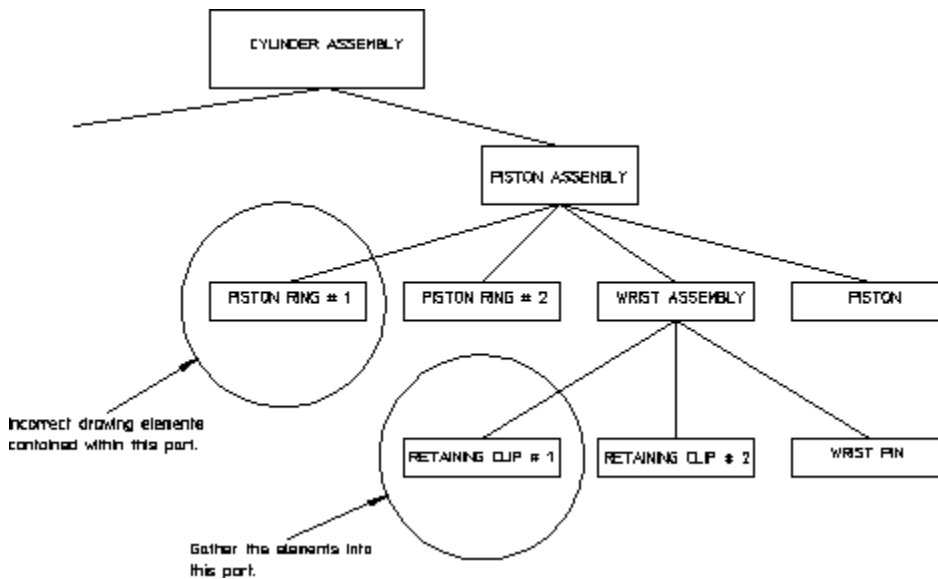 CYLINDER ASSEMBLY
PISTON ASSEMBLY
PISTON RING # 1
PISTON RING # 2
WRIST ASSEMBLY
PISTON
Incorrect drawing elements
contained within this part.
RETAINING CLIP # 1
RETAINING CLIP # 2
WRIST PIN
Gather the elements into
this part.